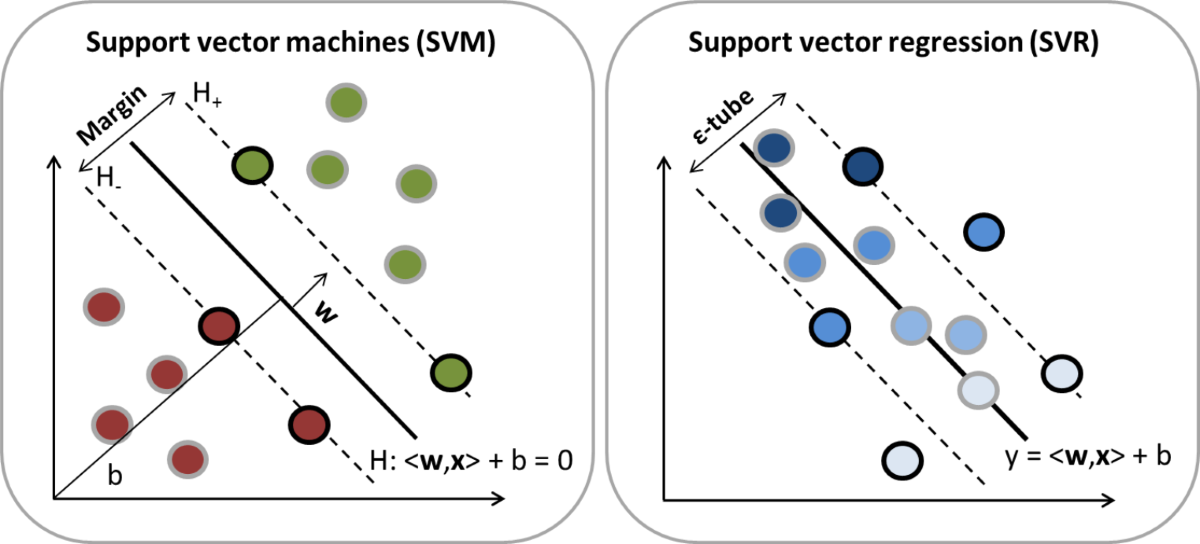 Support vector machines (SVM)
Margin
H₊
H₋
w
b
H: <w,x> + b = 0
Support vector regression (SVR)
ε-tube
y = <w,x> + b